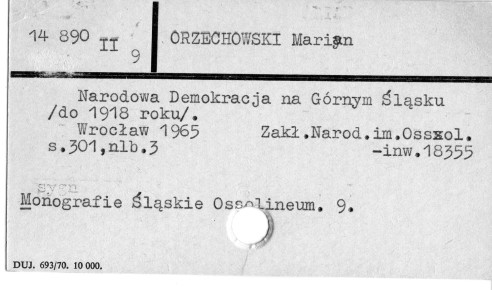 14 890 II 9 ORZECHOWSKI Marian
Narodowa Demokracja na Górnym Śląsku
/do 1918 roku/.
Wrocław 1965 Zakł.Narod.im.Ossol.
s.301,nlb.3 -inw.18355
sygn
Monografie Śląskie Ossolineum. 9.
DUJ. 693/70. 10 000.